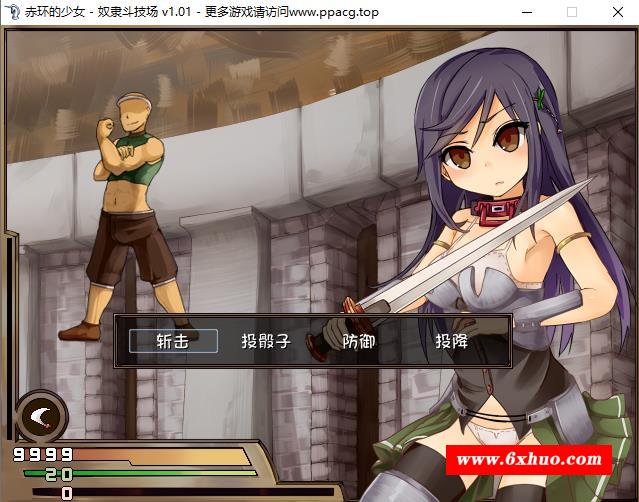 赤环的少女 - 奴隶斗技场 v1.01 - 更多游戏请访问www.ppacg.top
斩击 投骰子 防御 投降
9999
20
0
www.6xhuo.com